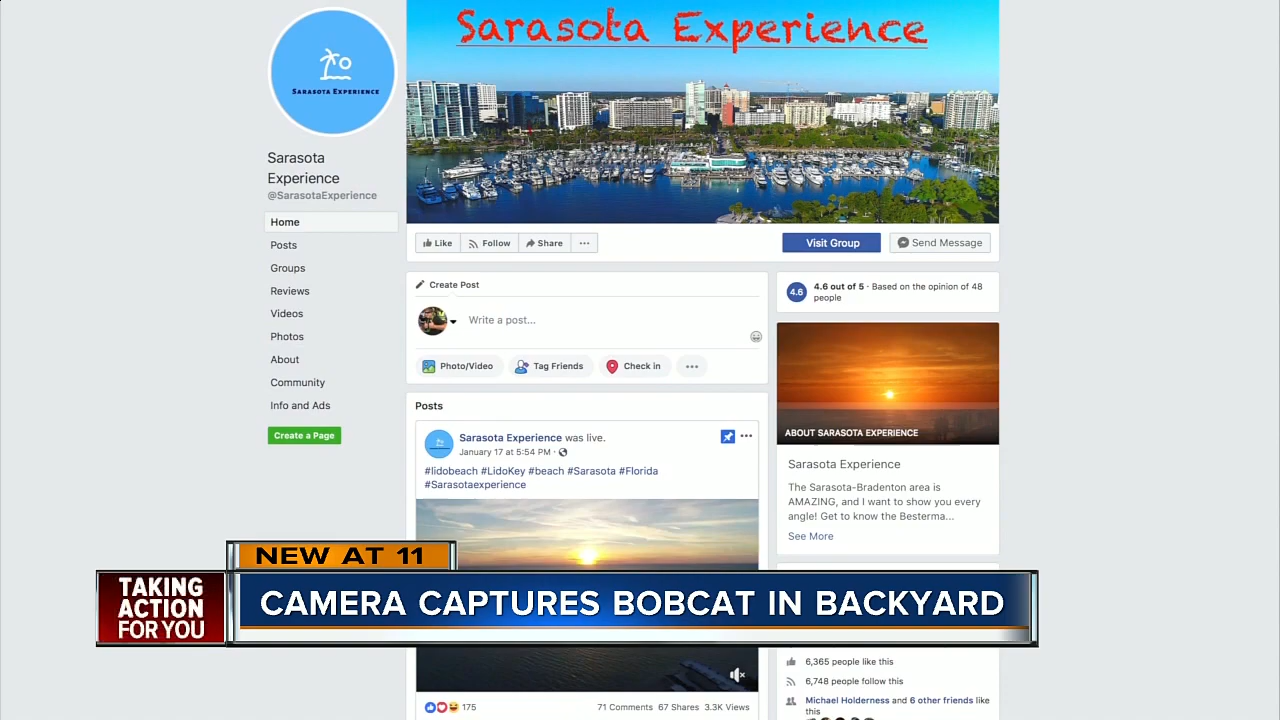 Sarasota Experience
SARASOTA EXPERIENCE
Sarasota
Experience
@SarasotaExperience
Home
Posts
Groups
Reviews
Videos
Photos
About
Community
Info and Ads
Create a Page
Like
Follow
Share
...
Visit Group
Send Message
Create Post
Write a post...
Photo/Video
Tag Friends
Check in
...
Posts
Sarasota Experience was live.
...
January 17 at 5:54 PM ·
#lidobeach #LidoKey #beach #Sarasota #Florida
#Sarasotaexperience
175
71 Comments 67 Shares 3.3K Views
4.6
4.6 out of 5 · Based on the opinion of 48
people
ABOUT SARASOTA EXPERIENCE
Sarasota Experience
The Sarasota-Bradenton area is
AMAZING, and I want to show you every
angle! Get to know the Besterma...
See More
6,365 people like this
6,748 people follow this
Michael Holderness and 6 other friends like
this
NEW AT 11
TAKING
ACTION
FOR YOU
CAMERA CAPTURES BOBCAT IN BACKYARD